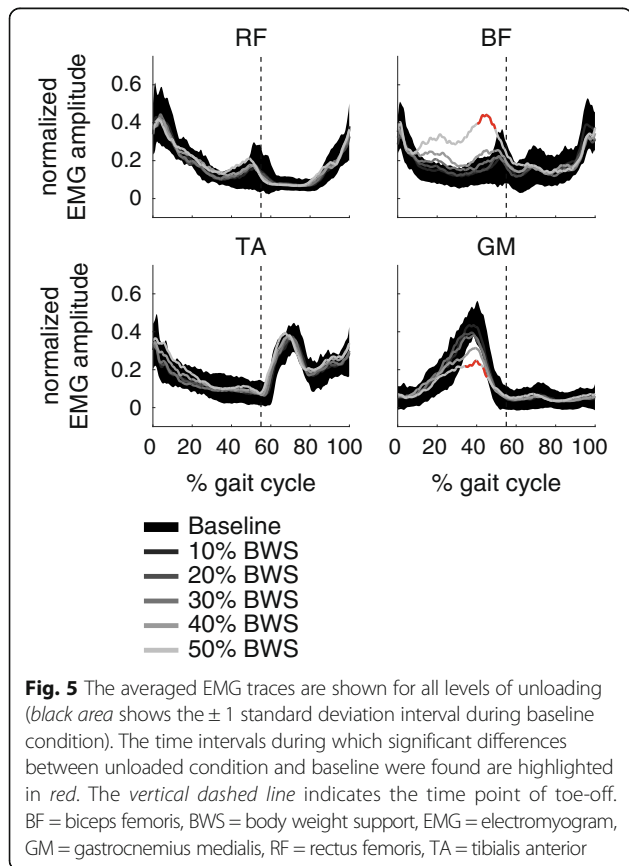 RF
BF
normalized
EMG amplitude
0.6
0.4
0.2
0
TA
GM
normalized
EMG amplitude
0.6
0.4
0.2
0
0 20 40 60 80 100
0 20 40 60 80 100
% gait cycle
% gait cycle
Baseline
10% BWS
20% BWS
30% BWS
40% BWS
50% BWS
Fig. 5 The averaged EMG traces are shown for all levels of unloading
(black area shows the ± 1 standard deviation interval during baseline
condition). The time intervals during which significant differences
between unloaded condition and baseline were found are highlighted
in red. The vertical dashed line indicates the time point of toe-off.
BF = biceps femoris, BWS = body weight support, EMG = electromyogram,
GM = gastrocnemius medialis, RF = rectus femoris, TA = tibialis anterior